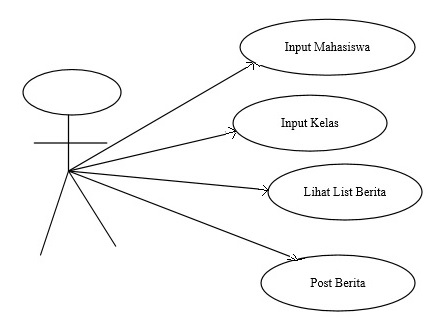 Input Mahasiswa
Input Kelas
Lihat List Berita
Post Berita